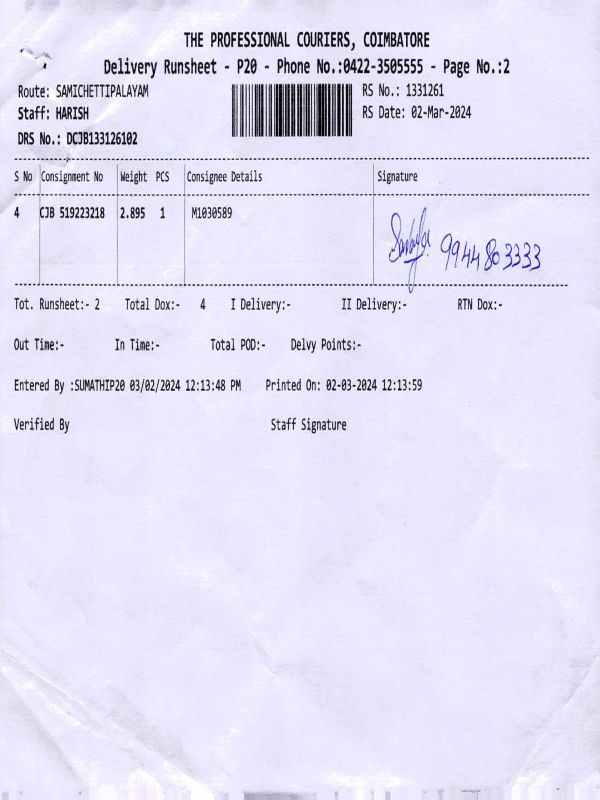 THE PROFESSIONAL COURIERS, COIMBATORE
Delivery Runsheet - P20 - Phone No.:0422-3505555 - Page No.:2
Route: SAMICHETTIPALAYAM RS No.: 1331261
Staff: HARISH RS Date: 02-Mar-2024
DRS No.: DCJB133126102
S No Consignment No Weight PCS Consignee Details Signature
4 CJB 519223218 2.895 1 M1030589
9944803333
Tot. Runsheet:- 2 Total Dox:- 4 I Delivery:- II Delivery:- RTN Dox:-
Out Time:- In Time:- Total POD:- Delvy Points:-
Entered By :SUMATHIP20 03/02/2024 12:13:48 PM Printed On: 02-03-2024 12:13:59
Verified By Staff Signature